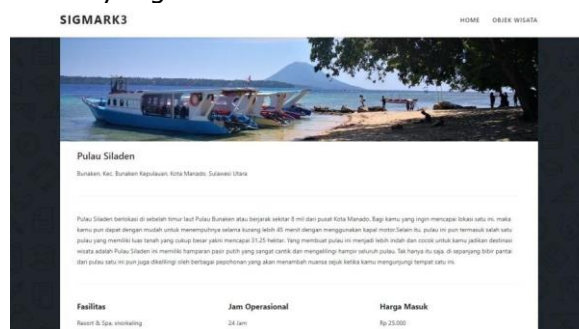 SIGMARK3
HOME OBJEK WISATA
Pulau Siladen
Bunaken, Kec. Bunaken Kepulauan, Kota Manado, Sulawesi Utara
Pulau Siladen berlokasi di sebelah timur laut Pulau Bunaken atau berjarak sekitar 8 mil dari pusat Kota Manado. Bagi kamu yang ingin mencapai lokasi satu ini, maka
kamu pun dapat dengan mudah untuk menempuhnya selama kurang lebih 45 menit dengan menggunakan kapal motor.Selain itu, pulau ini pun termasuk salah satu
pulau yang memiliki luas tanah yang cukup besar yakni mencapai 31,25 hektar. Yang membuat pulau ini menjadi lebih indah dan cocok untuk kamu jadikan destinasi
wisata adalah Pulau Siladen ini memiliki hamparan pasir putih yang sangat cantik dan mengelilingi hampir seluruh pulau. Tak hanya itu saja, di sepanjang bibir pantai
dari pulau satu ini pun juga dikelilingi oleh berbagai pepohonan yang akan menambah nuansa sejuk ketika kamu mengunjungi tempat satu ini.
Fasilitas Jam Operasional Harga Masuk
Resort & Spa, snorkeling 24 Jam Rp 25.000